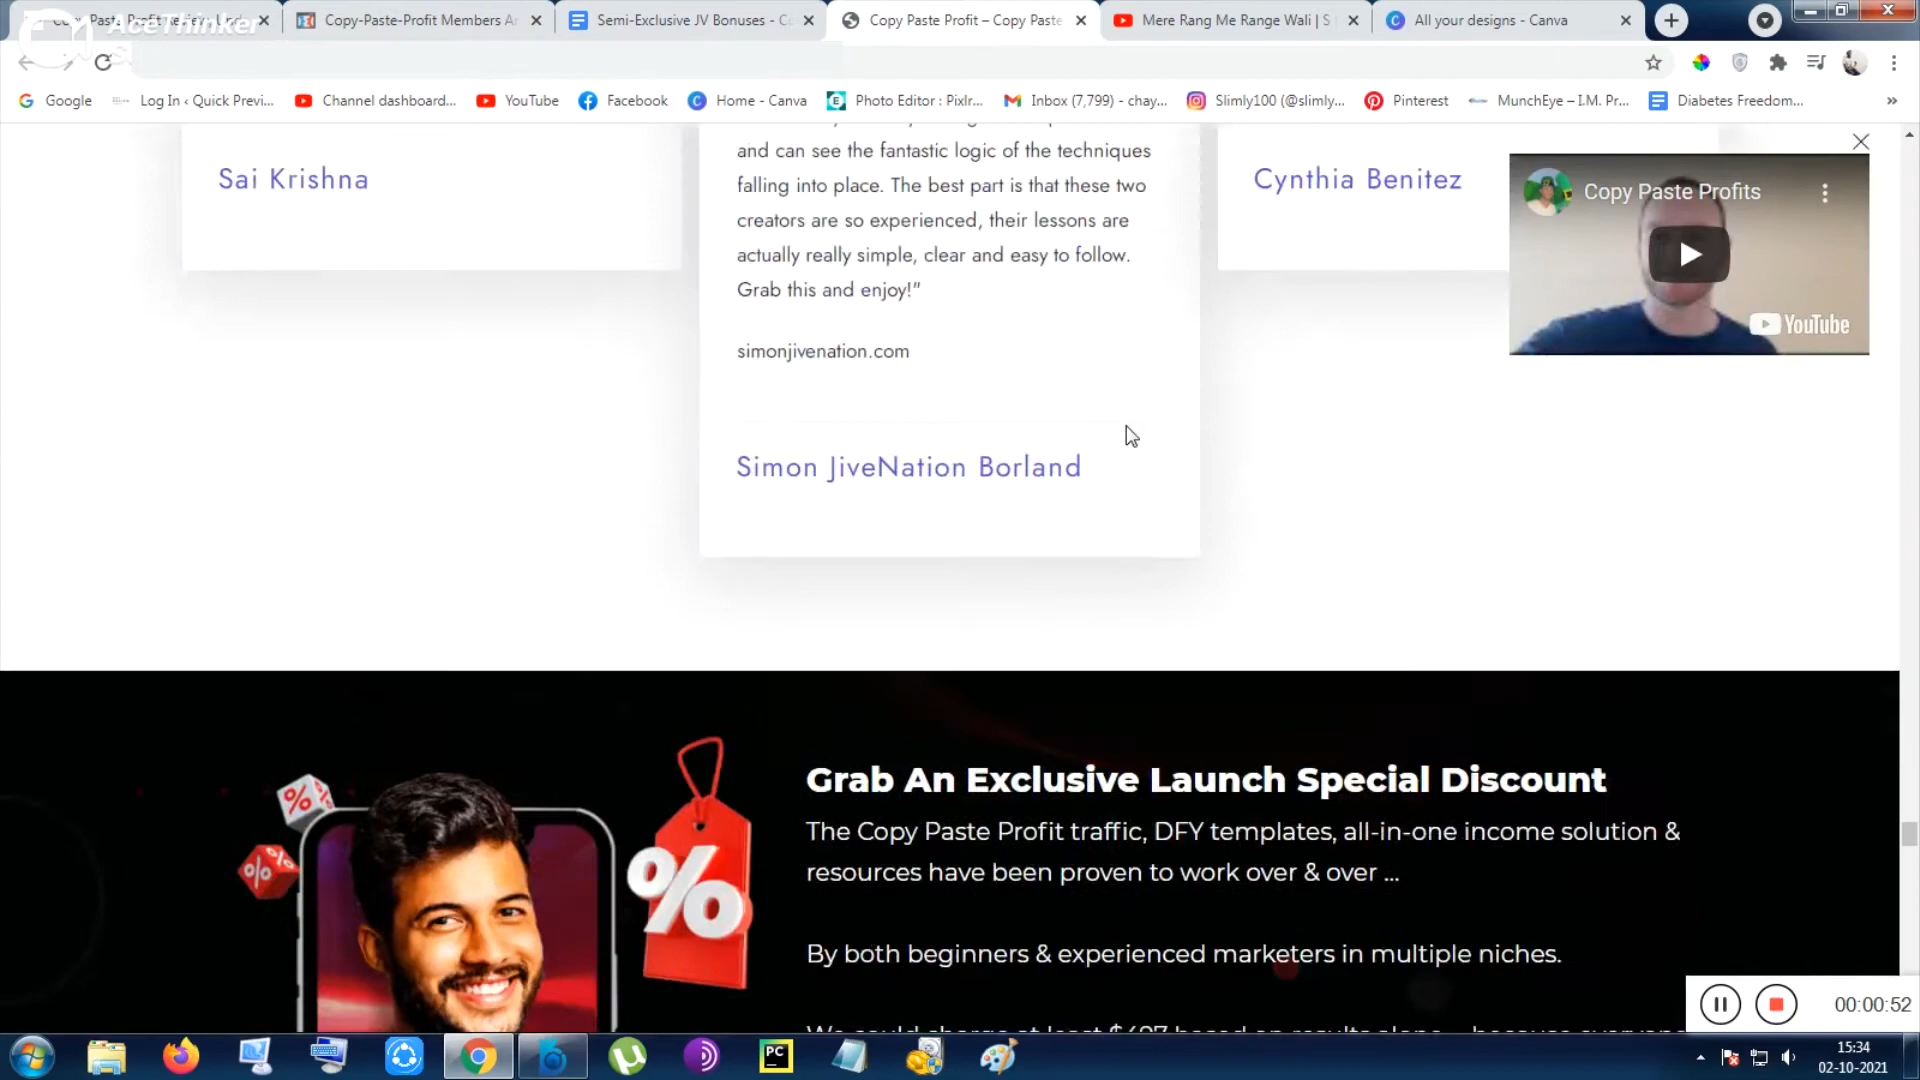 AceThinker
Copy-Paste-Profit Members Ar
Semi-Exclusive JV Bonuses - C
Copy Paste Profit – Copy Paste
Mere Rang Me Range Wali | S
All your designs - Canva
Google
Log In ‹ Quick Previ...
Channel dashboard...
YouTube
Facebook
Home - Canva
Photo Editor : Pixlr...
Inbox (7,799) - chay...
Slimly100 (@slimly...
Pinterest
MunchEye – I.M. Pr...
Diabetes Freedom...
»
Sai Krishna
and can see the fantastic logic of the techniques
falling into place. The best part is that these two
creators are so experienced, their lessons are
actually really simple, clear and easy to follow.
Grab this and enjoy!"
simonjivenation.com
Simon JiveNation Borland
Cynthia Benitez
Copy Paste Profits
YouTube
Grab An Exclusive Launch Special Discount
The Copy Paste Profit traffic, DFY templates, all-in-one income solution &
resources have been proven to work over & over ...
By both beginners & experienced marketers in multiple niches.
00:00:52
PC
15:34
02-10-2021